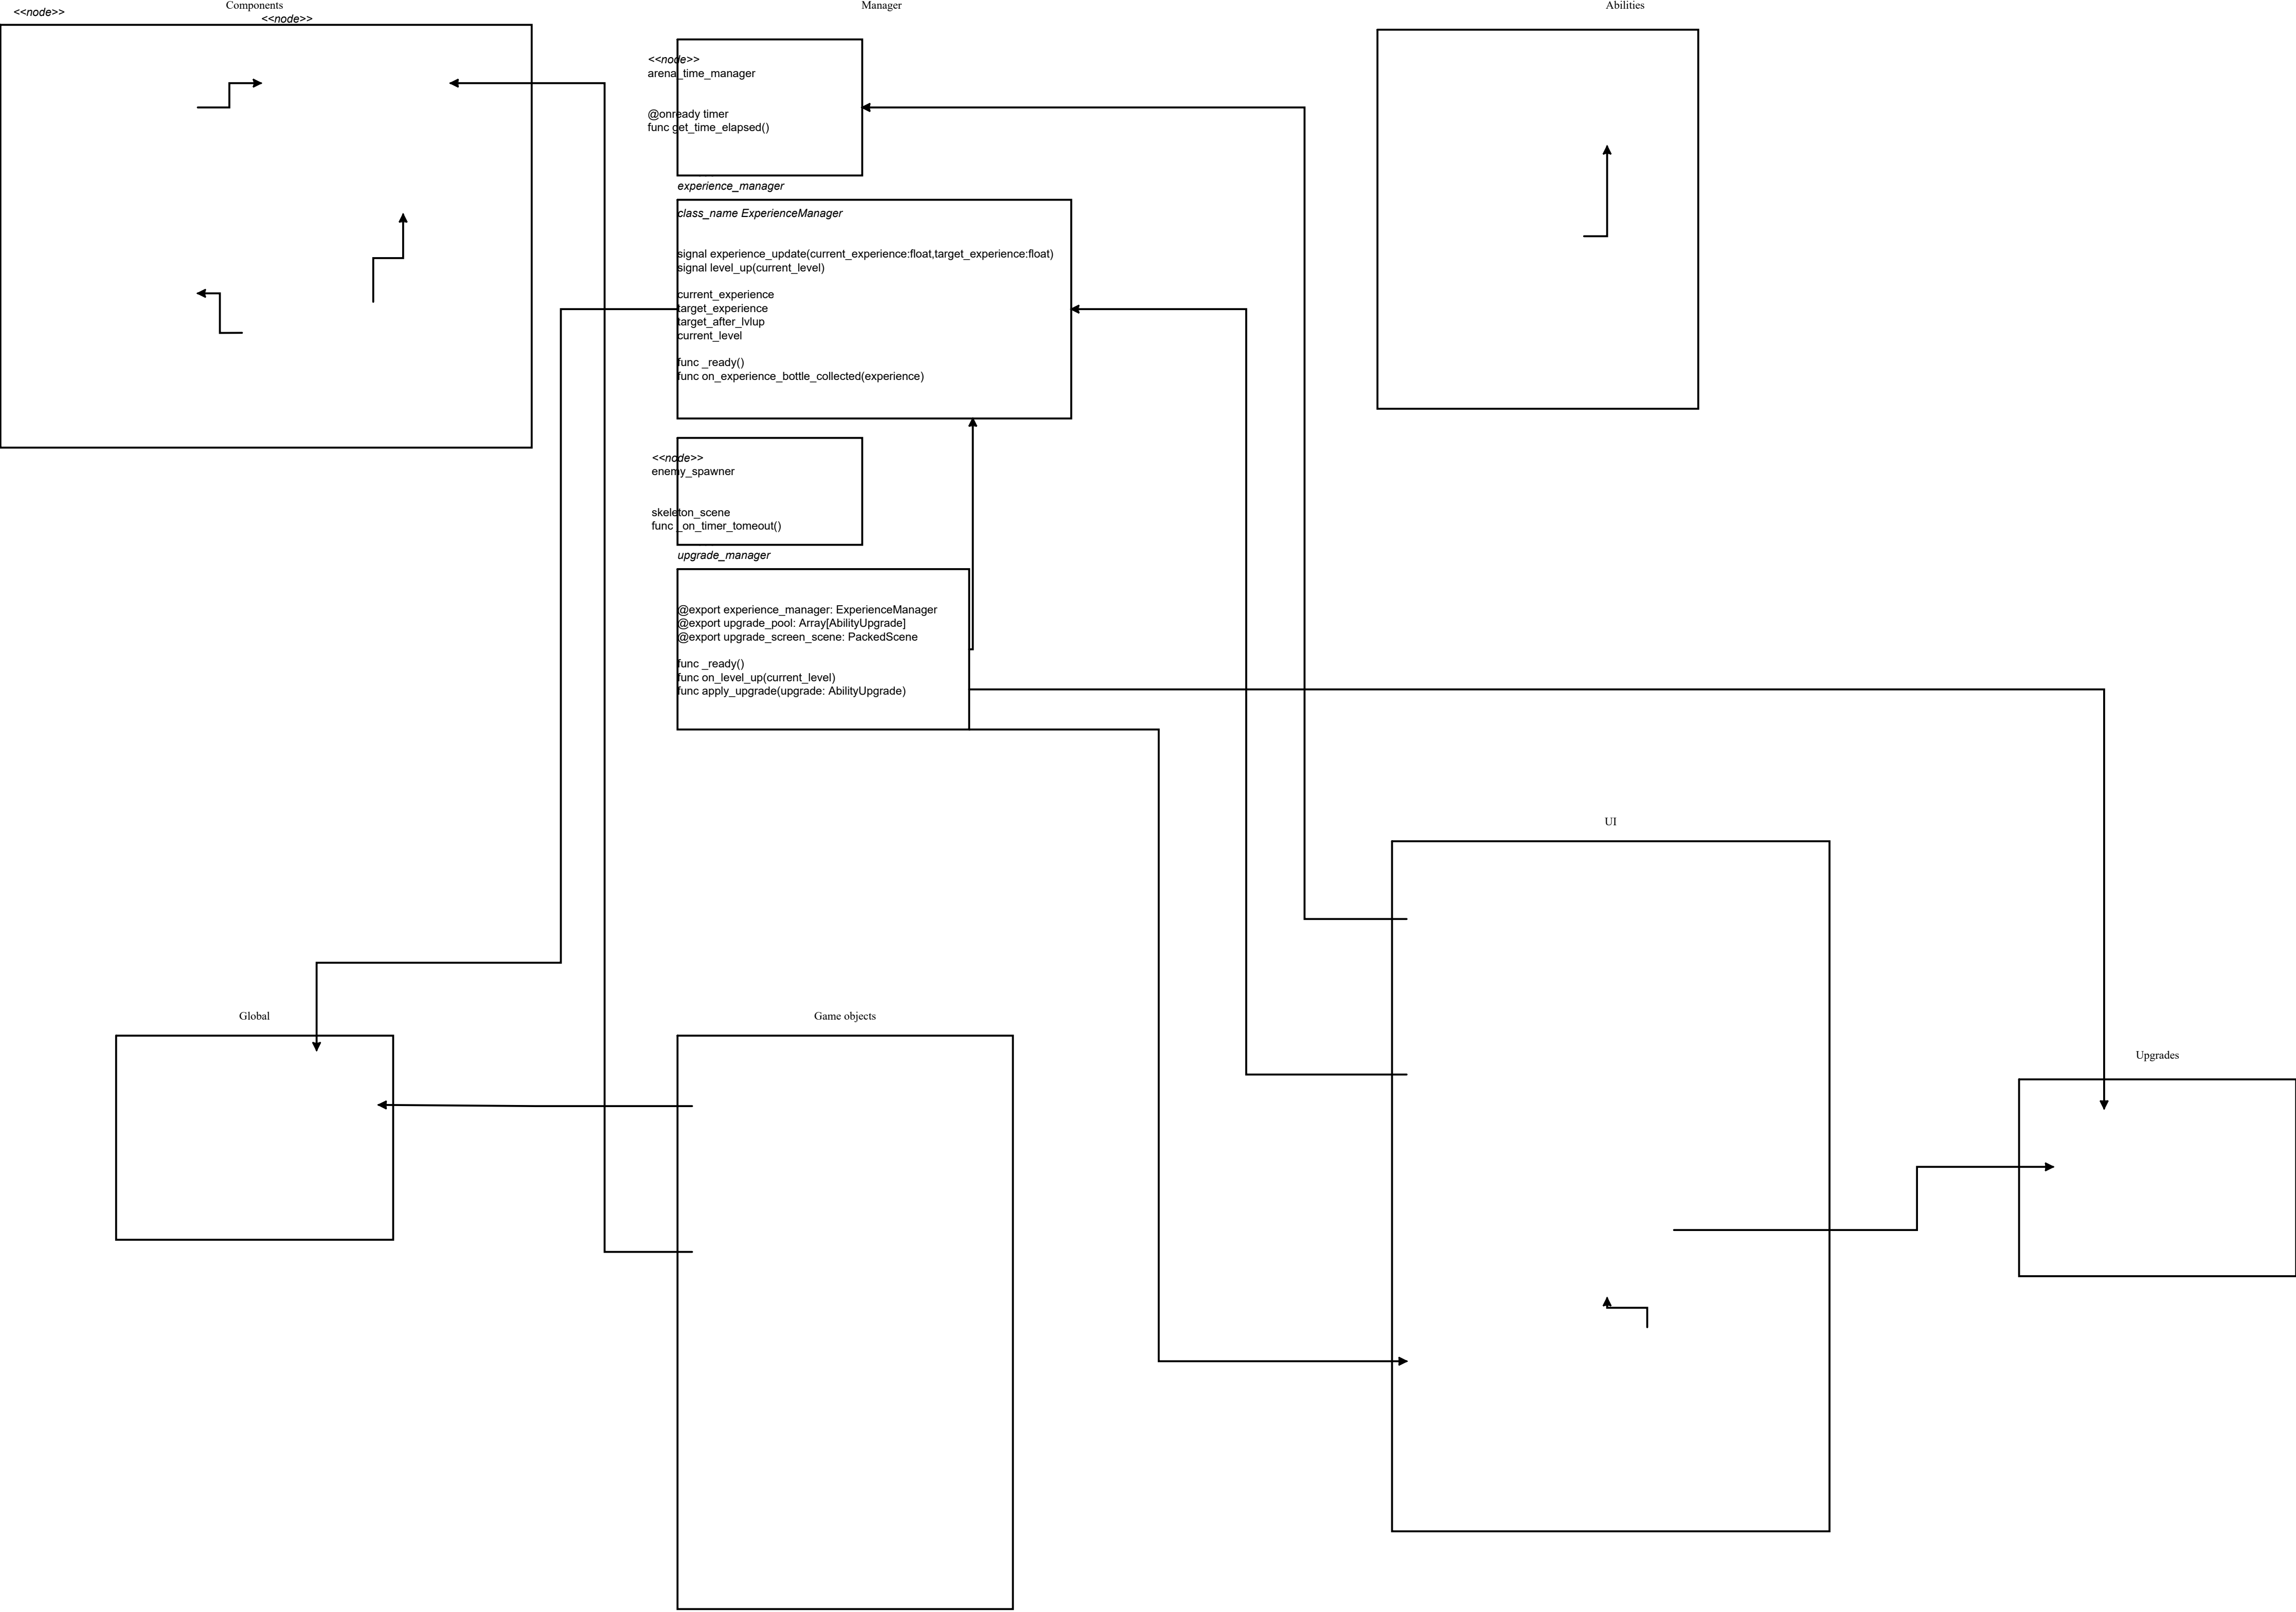 Components
<<node>>
<<node>>
Manager
<<node>>
arena_time_manager
@onready timer
func get_time_elapsed()
experience_manager
class_name ExperienceManager
signal experience_update(current_experience:float,target_experience:float)
signal level_up(current_level)
current_experience
target_experience
target_after_lvlup
current_level
func _ready()
func on_experience_bottle_collected(experience)
<<node>>
enemy_spawner
skeleton_scene
func _on_timer_tomeout()
upgrade_manager
@export experience_manager: ExperienceManager
@export upgrade_pool: Array[AbilityUpgrade]
@export upgrade_screen_scene: PackedScene
func _ready()
func on_level_up(current_level)
func apply_upgrade(upgrade: AbilityUpgrade)
Abilities
UI
Global
Game objects
Upgrades